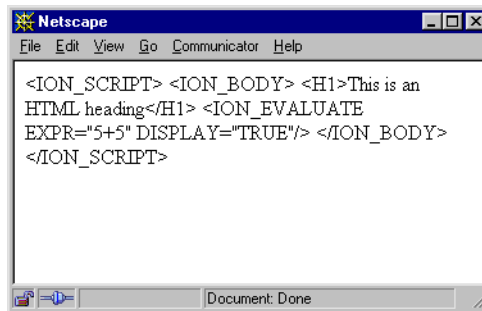 Netscape
File Edit View Go Communicator Help
<ION_SCRIPT> <ION_BODY> <H1>This is an
HTML heading</H1> <ION_EVALUATE
EXPR="5+5" DISPLAY="TRUE"/> </ION_BODY>
</ION_SCRIPT>
Document: Done